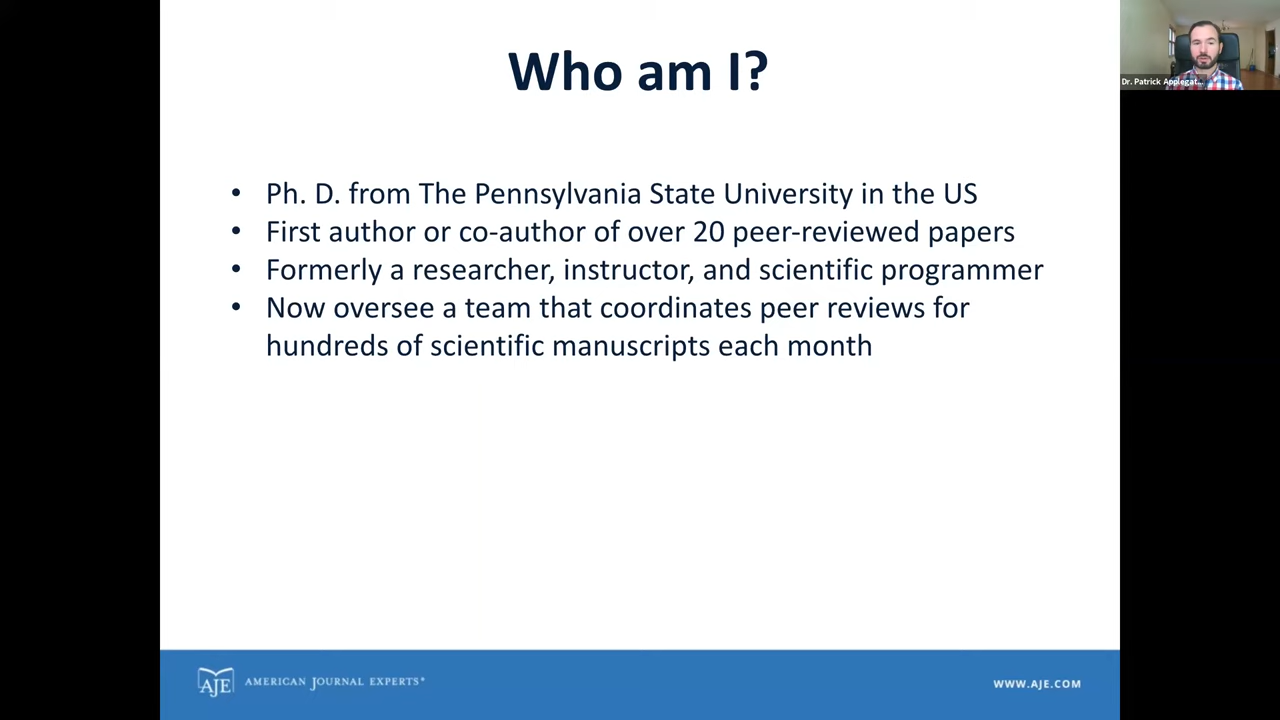 Who am I?
Dr. Patrick Applegat...
• Ph. D. from The Pennsylvania State University in the US
• First author or co-author of over 20 peer-reviewed papers
• Formerly a researcher, instructor, and scientific programmer
• Now oversee a team that coordinates peer reviews for
hundreds of scientific manuscripts each month
AJE AMERICAN JOURNAL EXPERTS®
WWW.AJE.COM